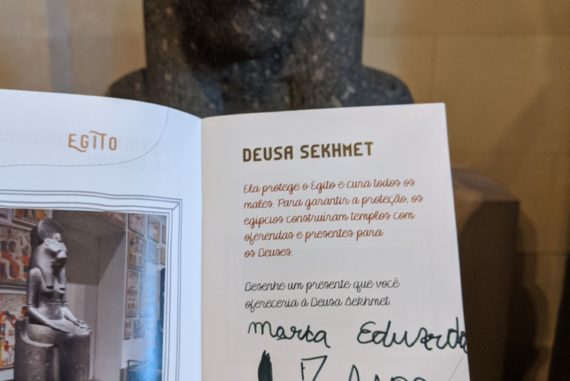 EGITO
DEUSA SEKHMET
Ela protege o Egito e cura todos os
males. Para garantir a proteção, os
egípcios construíram templos com
oferendas e presentes para
os Deuses.
Desenhe um presente que você
ofereceria à Deusa Sekhmet.
Maria Eduarda